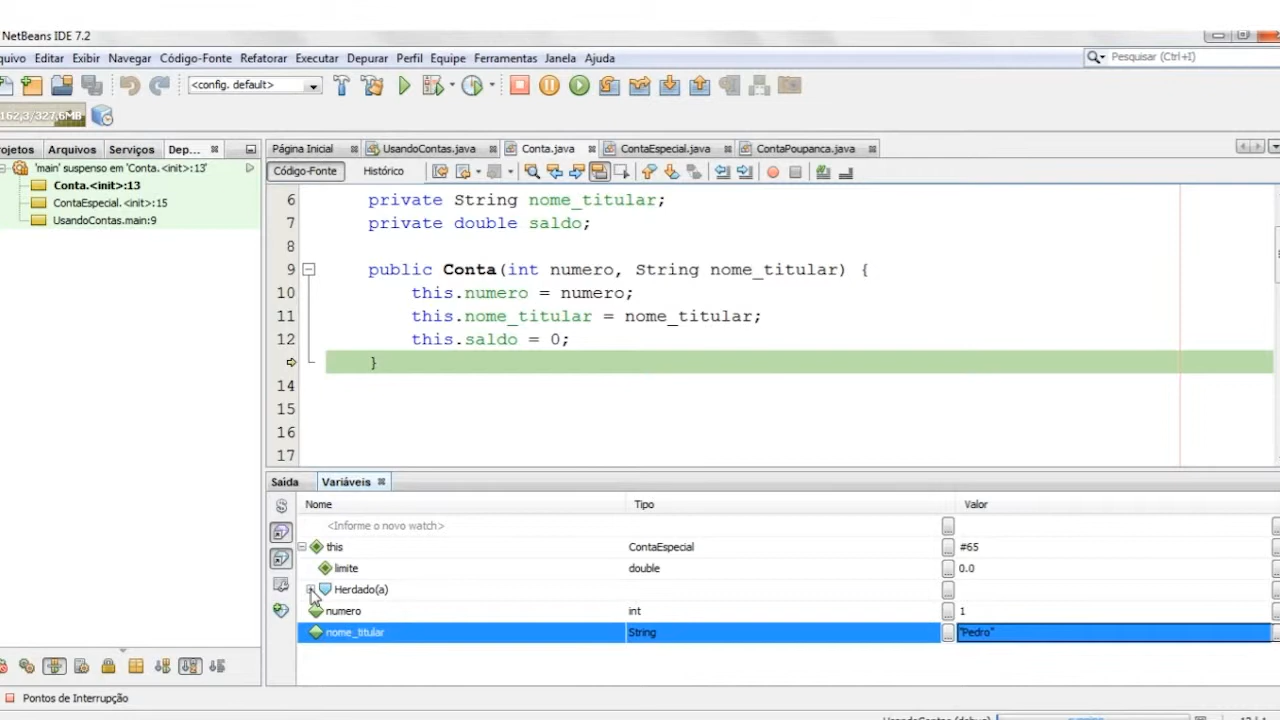 NetBeans IDE 7.2
quivo Editar Exibir Navegar Código-Fonte Refatorar Executar Depurar Perfil Equipe Ferramentas Janela Ajuda
Pesquisar (Ctrl+I)
<config. default>
162,3/327,6MB
ojetos Arquivos Serviços Dep...
Página Inicial UsandoContas.java Conta.java ContaEspecial.java ContaPoupanca.java
'main' suspenso em 'Conta.<init>:13'
Conta.<init>:13
ContaEspecial.<init>:15
UsandoContas.main:9
Código-Fonte Histórico
6 private String nome_titular;
7 private double saldo;
8
9 public Conta(int numero, String nome_titular) {
10 this.numero = numero;
11 this.nome_titular = nome_titular;
12 this.saldo = 0;
}
14
15
16
17
Saída Variáveis
Nome Tipo Valor
<Informe o novo watch>
this ContaEspecial #65
limite double 0.0
Herdado(a)
numero int 1
nome_titular String "Pedro"
Pontos de Interrupção